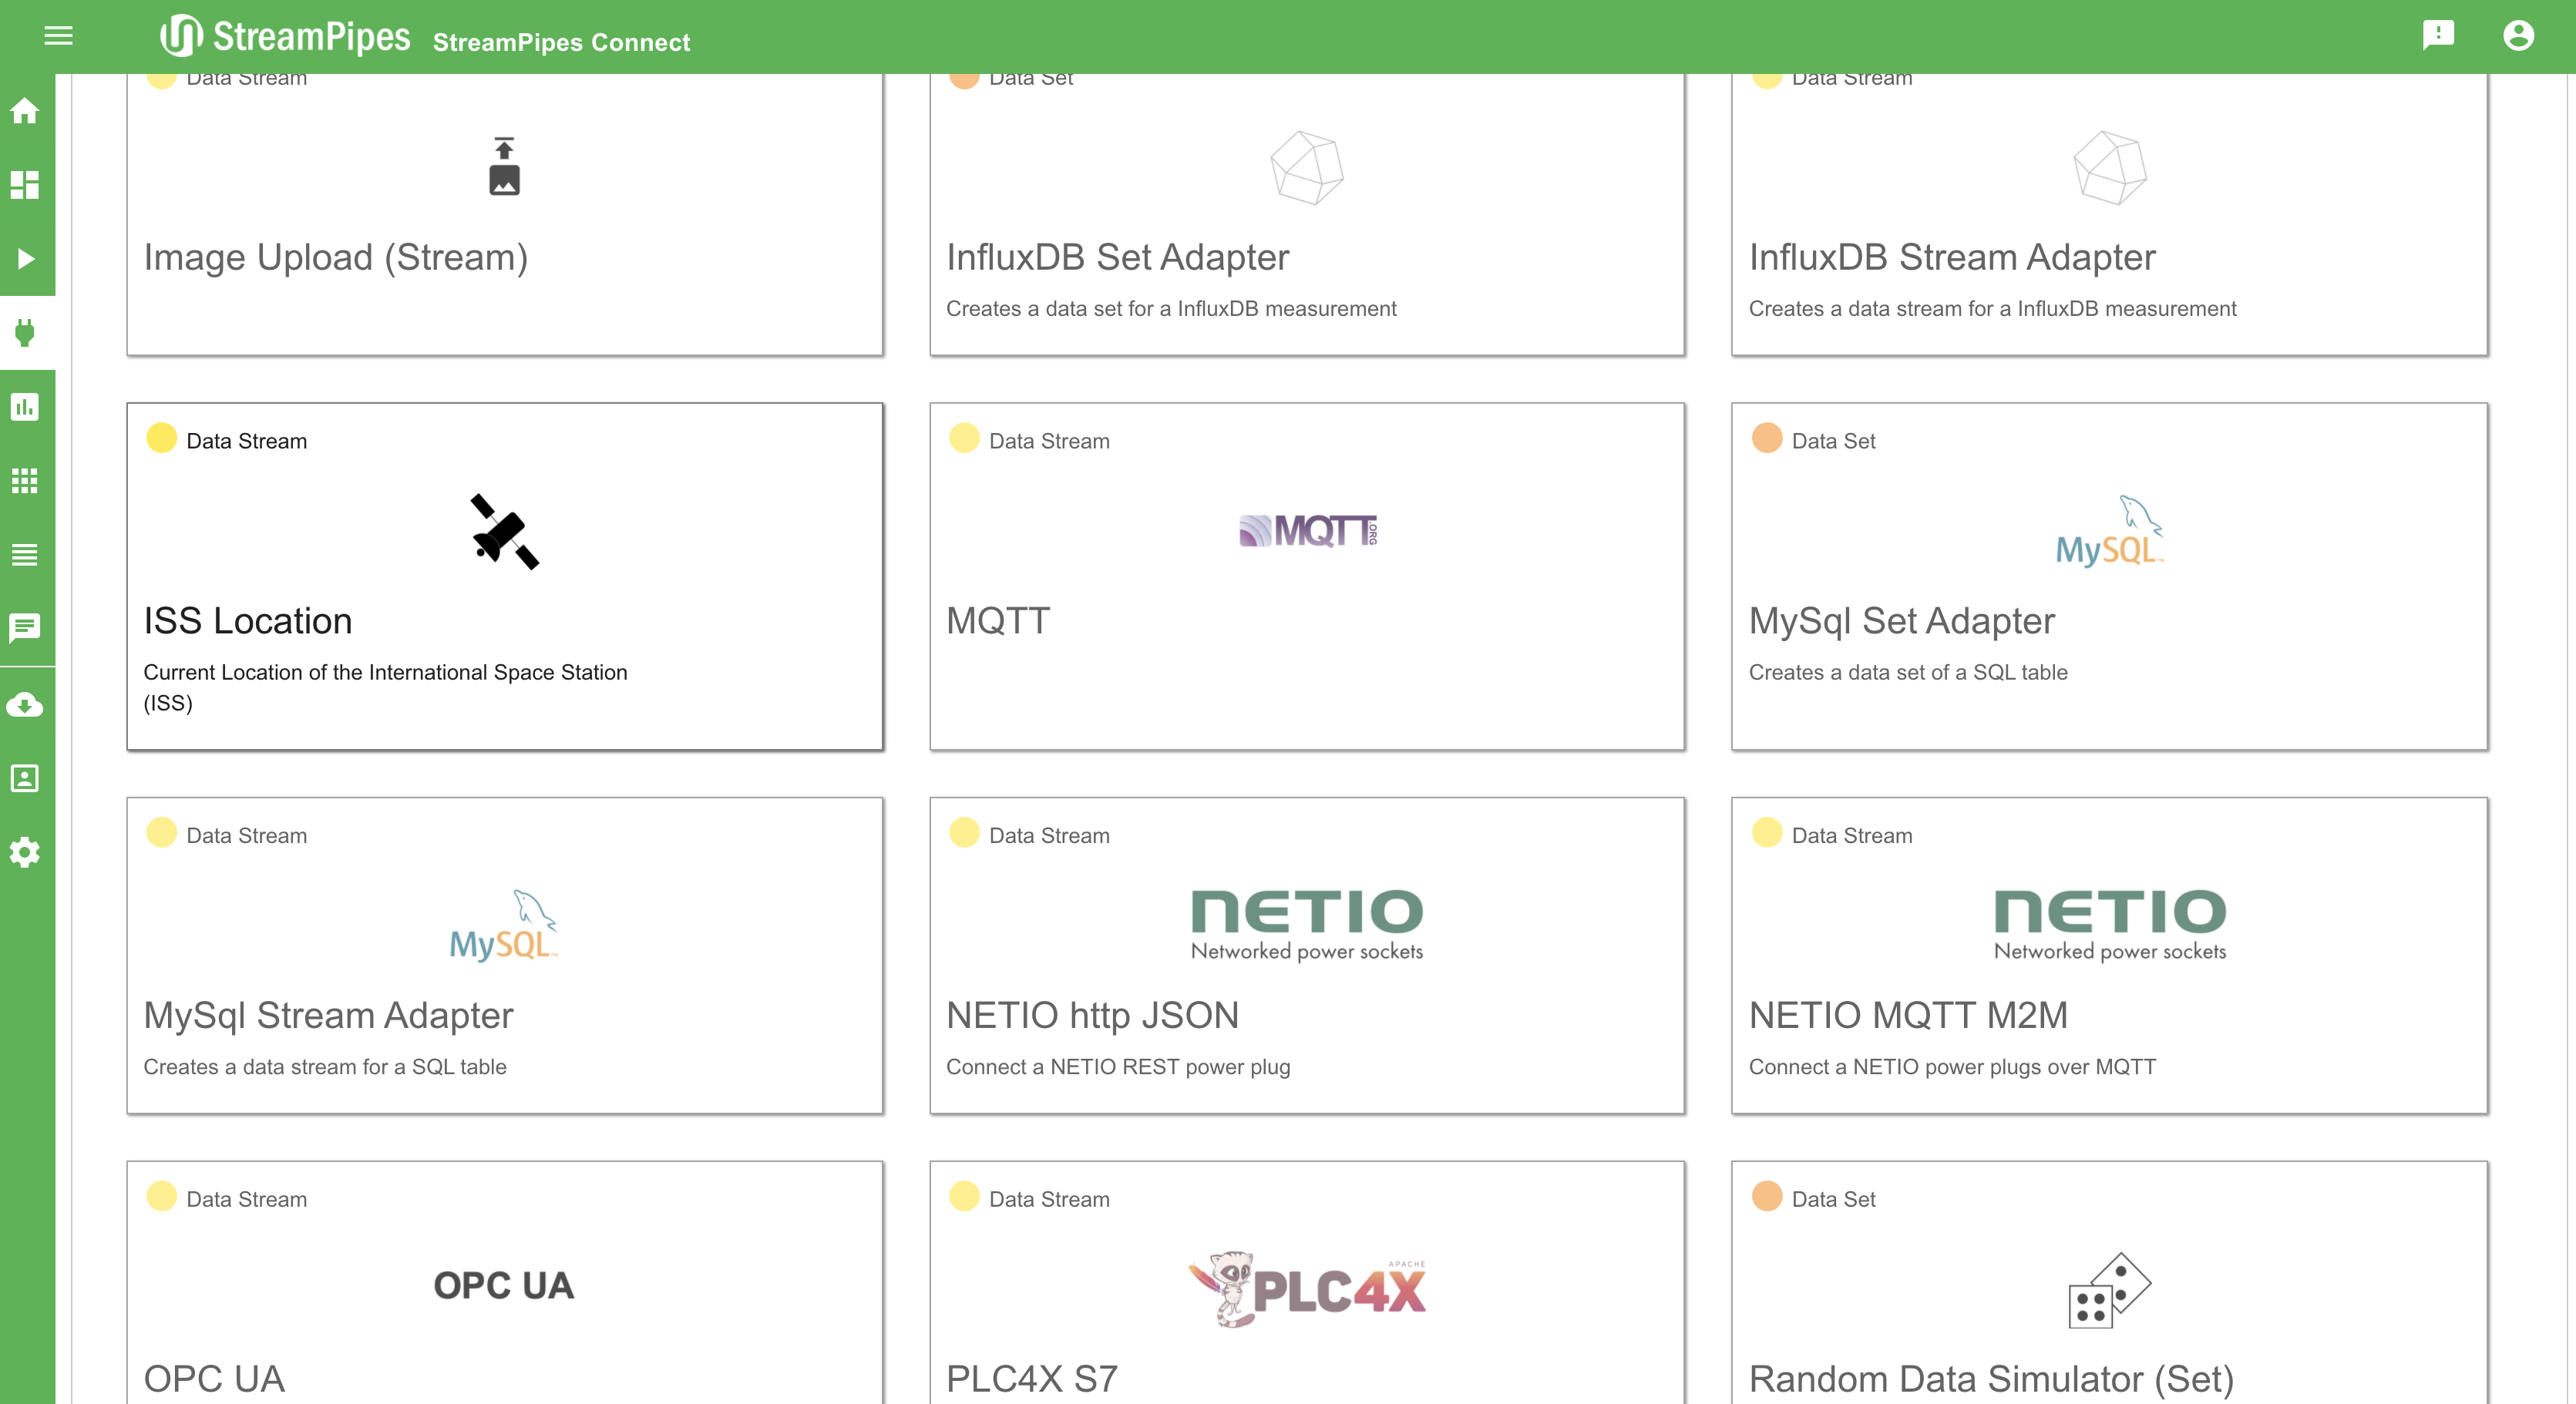 StreamPipes StreamPipes Connect
Data Stream
Data Set
Data Stream
Image Upload (Stream)
InfluxDB Set Adapter
Creates a data set for a InfluxDB measurement
InfluxDB Stream Adapter
Creates a data stream for a InfluxDB measurement
Data Stream
ISS Location
Current Location of the International Space Station
(ISS)
Data Stream
MQTT.ORG
MQTT
Data Set
MySQL™
MySql Set Adapter
Creates a data set of a SQL table
Data Stream
MySQL™
MySql Stream Adapter
Creates a data stream for a SQL table
Data Stream
NETIO
Networked power sockets
NETIO http JSON
Connect a NETIO REST power plug
Data Stream
NETIO
Networked power sockets
NETIO MQTT M2M
Connect a NETIO power plugs over MQTT
Data Stream
OPC UA
OPC UA
Data Stream
APACHE
PLC4X
PLC4X S7
Data Set
Random Data Simulator (Set)